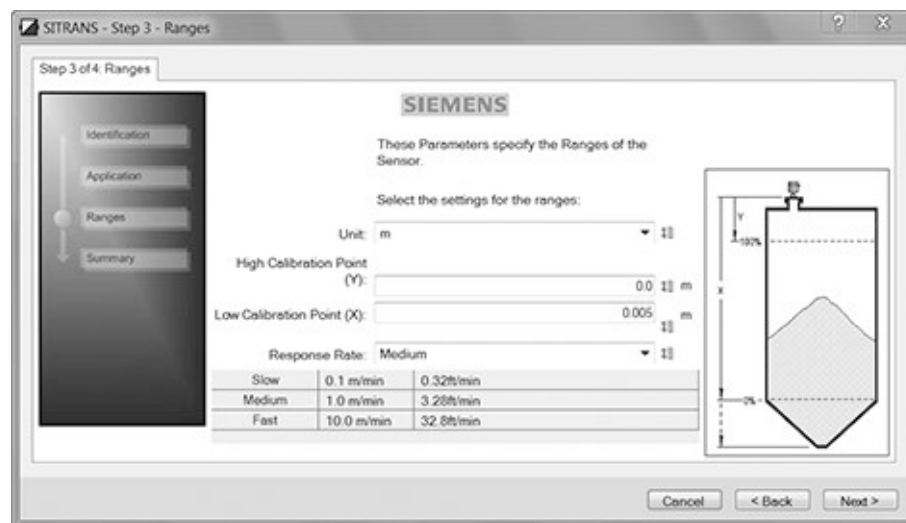 SITRANS - Step 3 - Ranges
Step 3 of 4: Ranges
Identification
Application
Ranges
Summary
SIEMENS
These Parameters specify the Ranges of the
Sensor.
Select the settings for the ranges:
Unit: m
High Calibration Point
(Y): 0.0 m
Low Calibration Point (X): 0.005 m
Response Rate: Medium
Slow 0.1 m/min 0.32ft/min
Medium 1.0 m/min 3.28ft/min
Fast 10.0 m/min 32.8ft/min
Y
100%
X
0%
Cancel < Back Next >